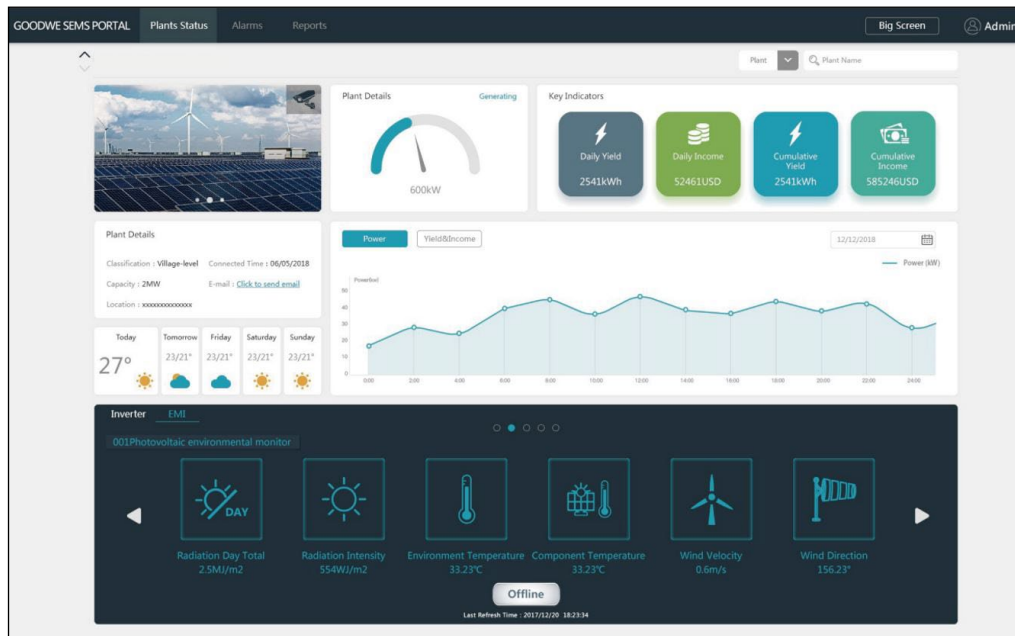 GOODWE SEMS PORTAL Plants Status Alarms Reports Big Screen Admin
Plant Plant Name
Plant Details Generating
600kW
Key Indicators
Daily Yield Daily Income Cumulative Yield Cumulative Income
2541kWh 52461USD 2541kWh 585246USD
Plant Details
Classification : Village-level Connected Time : 06/05/2018
Capacity : 2MW E-mail : Click to send email
Location : xxxxxxxxxxxxx
Power Yield&Income 12/12/2018
Power (kW)
50
40
30
20
10
0
0:00 2:00 4:00 6:00 8:00 10:00 12:00 14:00 16:00 18:00 20:00 22:00 24:00
Today Tomorrow Friday Saturday Sunday
27° 23/21° 23/21° 23/21° 23/21°
Inverter EMI
001Photovoltaic environmental monitor
DAY
Radiation Day Total Radiation Intensity Environment Temperature Component Temperature Wind Velocity Wind Direction
2.5MJ/m2 554WJ/m2 33.23℃ 33.23℃ 0.6m/s 156.23°
Offline
Last Refresh Time : 2017/12/20 18:23:34